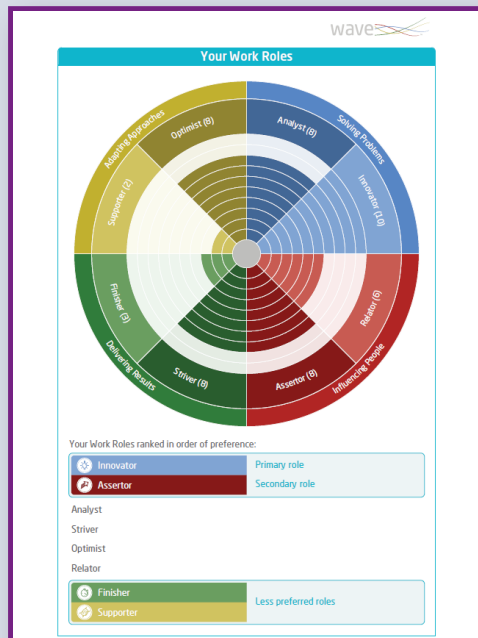 wave
Your Work Roles
Adapting Approaches
Solving Problems
Optimist (8)
Analyst (8)
Supporter (2)
Innovator (10)
Finisher (3)
Relator (6)
Striver (8)
Assertor (8)
Delivering Results
Influencing People
Your Work Roles ranked in order of preference:
Innovator Primary role
Assertor Secondary role
Analyst
Striver
Optimist
Relator
Finisher
Less preferred roles
Supporter